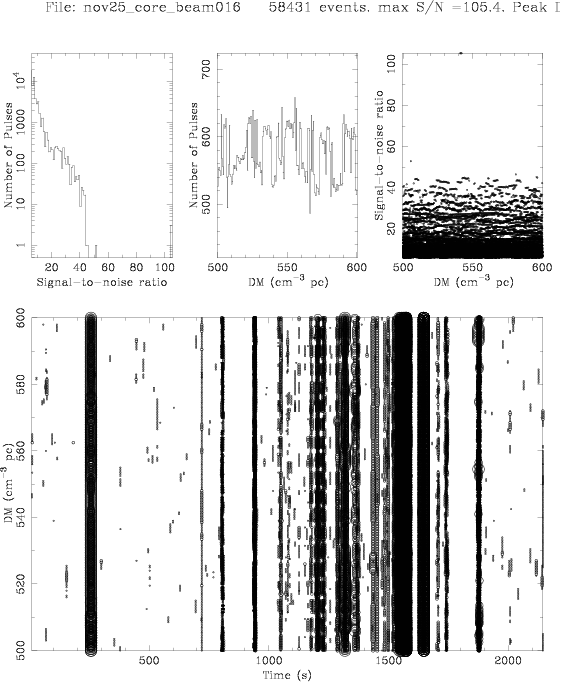 File: nov25_core_beam016 58431 events. max S/N =105.4. Peak
Number of Pulses
10⁴
1000
100
10
1
20 40 60 80 100
Signal-to-noise ratio
Number of Pulses
700
600
500
500 550 600
DM (cm⁻³ pc)
Signal-to-noise ratio
100
80
60
40
20
500 550 600
DM (cm⁻³ pc)
DM (cm⁻³ pc)
600
580
560
540
520
500
500 1000 1500 2000
Time (s)